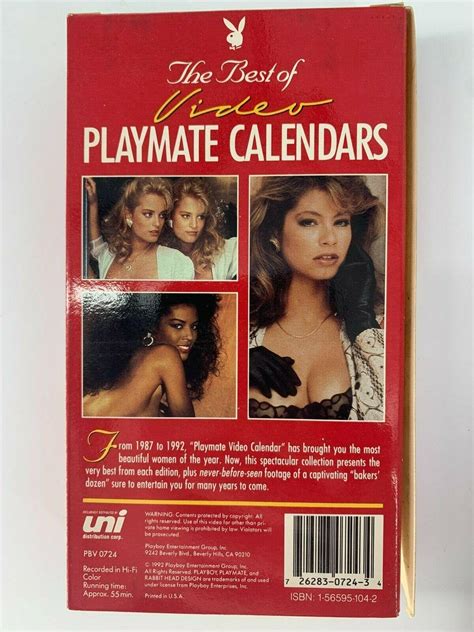 The Best of
Video
PLAYMATE CALENDARS
From 1987 to 1992, "Playmate Video Calendar" has brought you the most
beautiful women of the year. Now, this spectacular collection presents the
very best from each edition, plus never-before-seen footage of a captivating "bakers'
dozen" sure to entertain you for many years to come.
EXCLUSIVELY DISTRIBUTED BY
uni
distribution corp.
PBV 0724
Recorded in Hi-Fi
Color
Running time:
Approx. 55 min.
WARNING: Contents protected by copyright. All
rights reserved. Use of this video for other than pri-
vate home viewing is prohibited by law. Violators
will be prosecuted.
Playboy Entertainment Group, Inc.
9242 Beverly Blvd., Beverly Hills, CA 90210
© 1992 Playboy Entertainment Group, Inc.
All Rights Reserved. PLAYBOY, PLAYMATE, and
RABBIT HEAD DESIGN are trademarks of and used
under license from Playboy Enterprises, Inc.
Printed in U.S.A.
7 26283-0724-3 4
ISBN: 1-56595-104-2